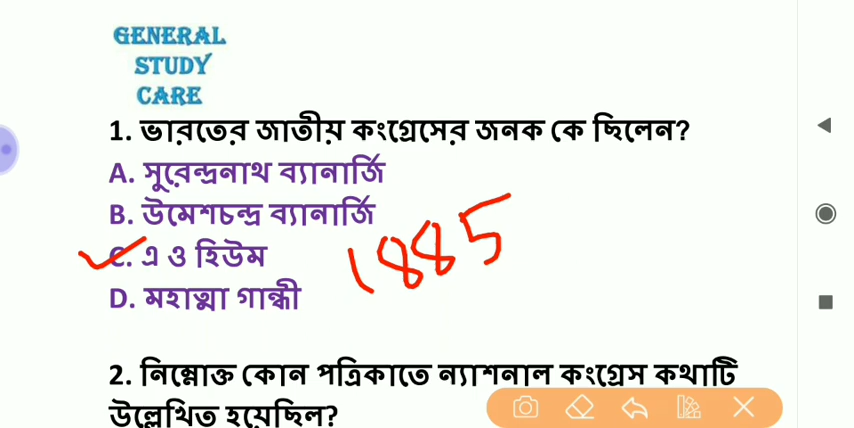 GENERAL
STUDY
CARE
1. ভারতের জাতীয় কংগ্রেসের জনক কে ছিলেন?
A. সুরেন্দ্রনাথ ব্যানার্জি
B. উমেশচন্দ্র ব্যানার্জি
C. এ ও হিউম
1885
D. মহাত্মা গান্ধী
2. নিম্নোক্ত কোন পত্রিকাতে ন্যাশনাল কংগ্রেস কথাটি
উল্লেখিত হয়েছিল?